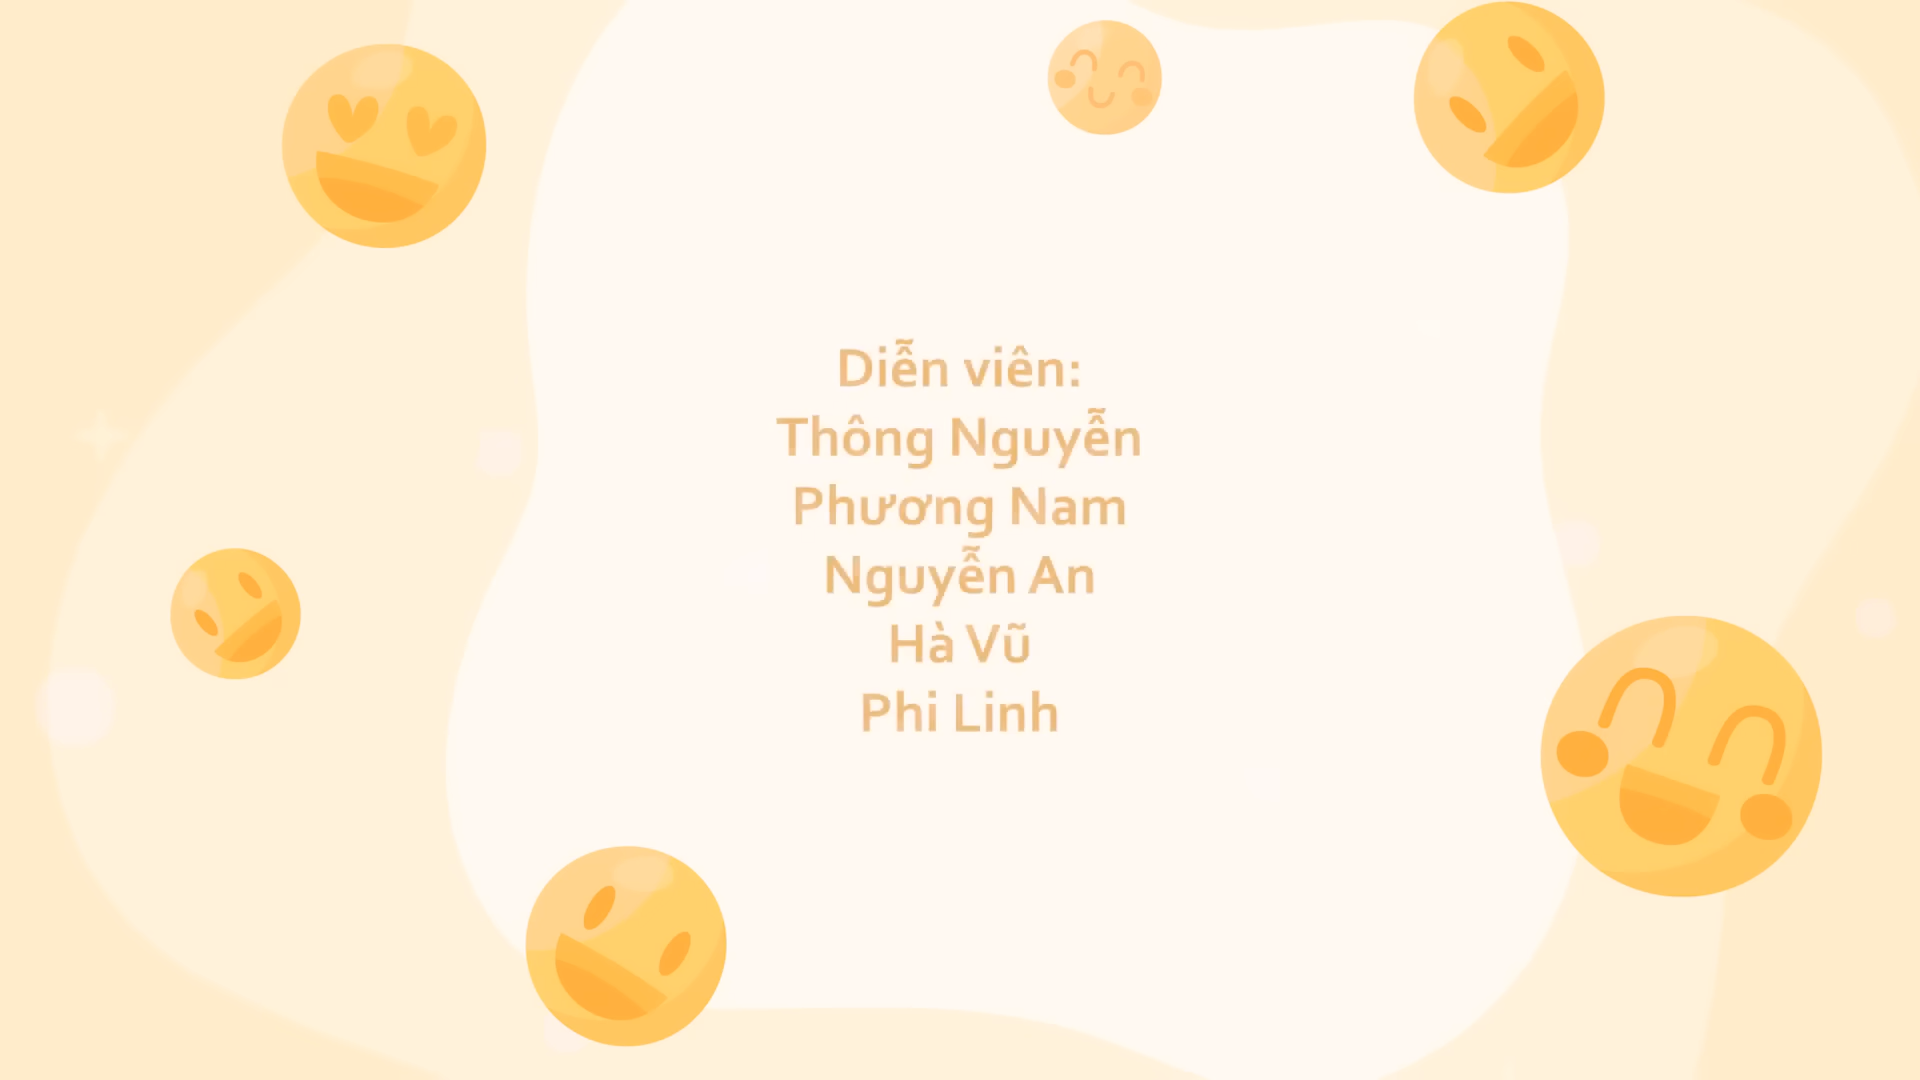 Diễn viên:
Thông Nguyễn
Phương Nam
Nguyễn An
Hà Vũ
Phi Linh